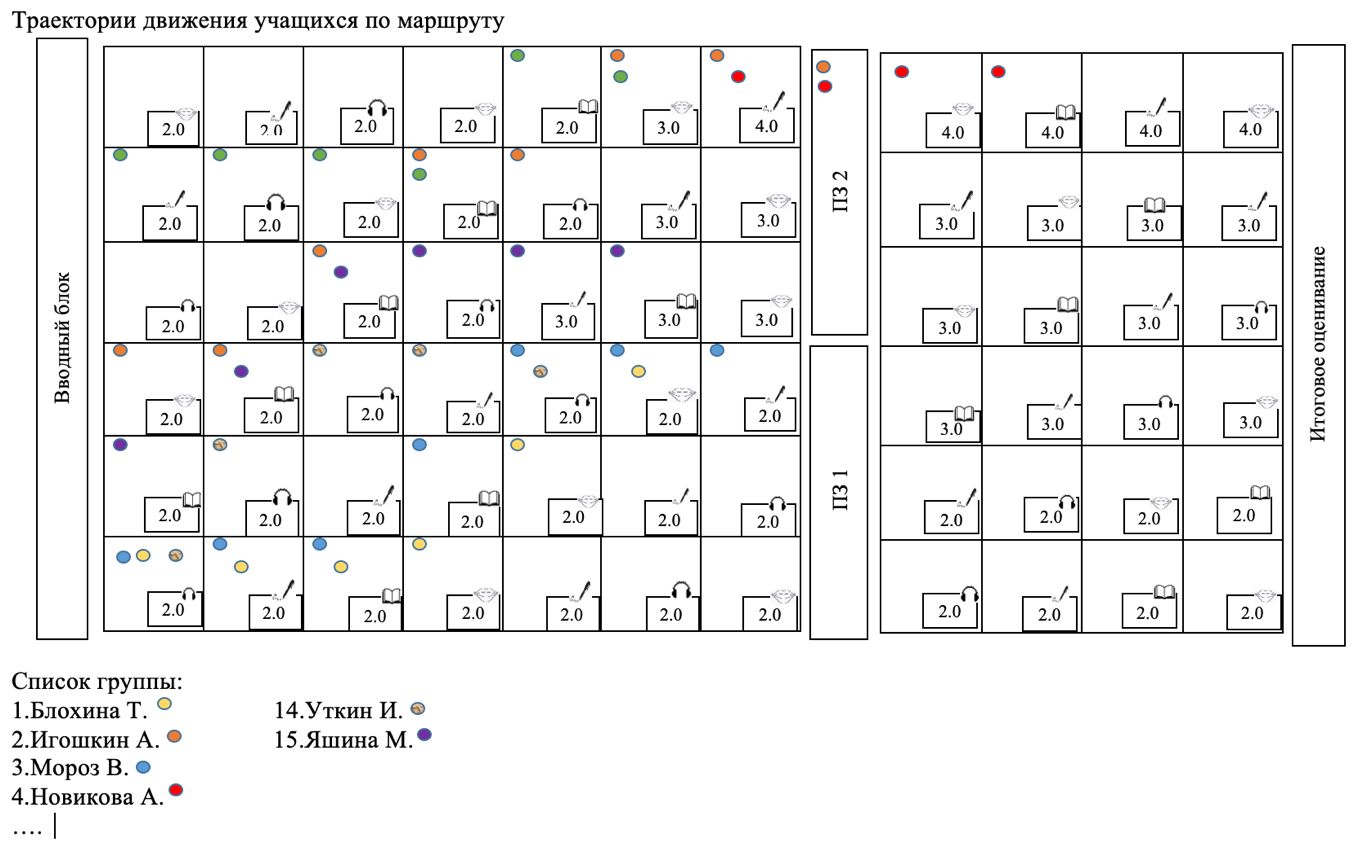 Траектории движения учащихся по маршруту
Вводный блок
2.0 2.0 2.0 2.0 2.0 3.0 4.0
2.0 2.0 2.0 2.0 2.0 3.0 3.0
2.0 2.0 2.0 2.0 3.0 3.0 3.0
2.0 2.0 2.0 2.0 2.0 2.0 2.0
2.0 2.0 2.0 2.0 2.0 2.0 2.0
2.0 2.0 2.0 2.0 2.0 2.0 2.0
ПЗ 2
ПЗ 1
4.0 4.0 4.0 4.0
3.0 3.0 3.0 3.0
3.0 3.0 3.0 3.0
3.0 3.0 3.0 3.0
2.0 2.0 2.0 2.0
2.0 2.0 2.0 2.0
Итоговое оценивание
Список группы:
1.Блохина Т.
2.Игошкин А.
3.Мороз В.
4.Новикова А.
….
14.Уткин И.
15.Яшина М.